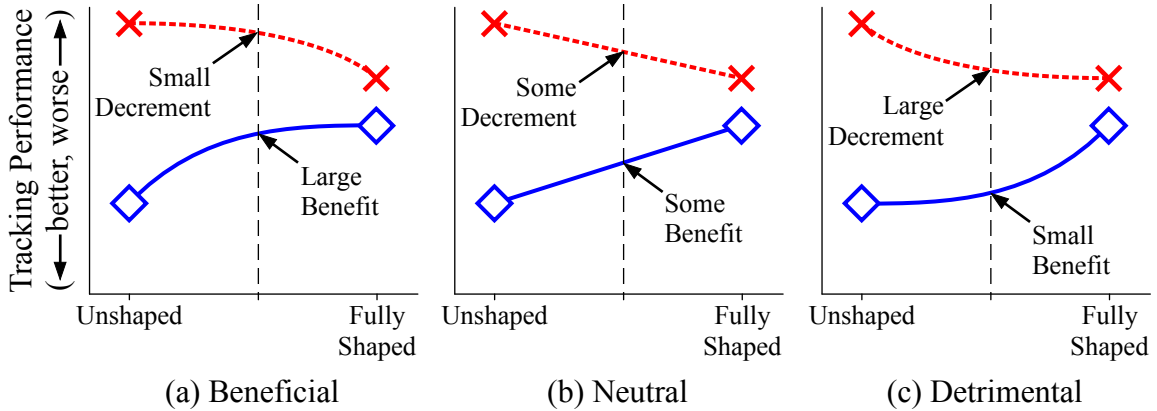 Tracking Performance
(← better, worse →)
Small
Decrement
Large
Benefit
Unshaped
Fully
Shaped
(a) Beneficial
Some
Decrement
Some
Benefit
Unshaped
Fully
Shaped
(b) Neutral
Large
Decrement
Small
Benefit
Unshaped
Fully
Shaped
(c) Detrimental